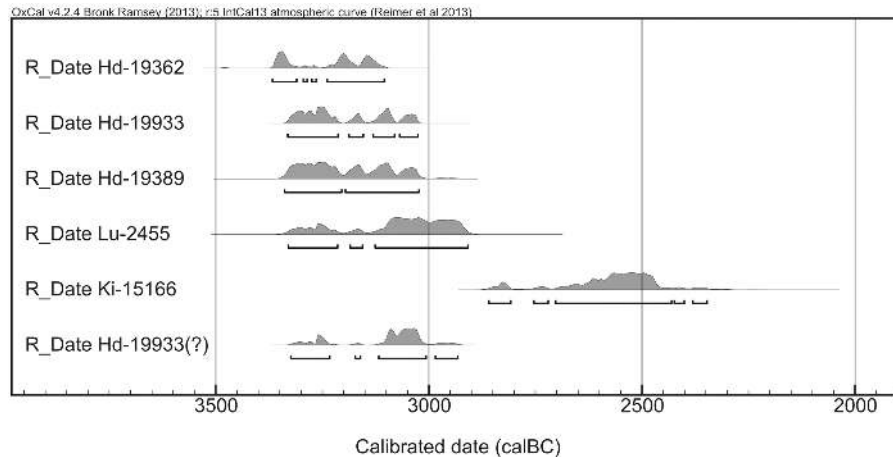 OxCal v4.2.4 Bronk Ramsey (2013); r:5 IntCal13 atmospheric curve (Reimer et al 2013)
R_Date Hd-19362
R_Date Hd-19933
R_Date Hd-19389
R_Date Lu-2455
R_Date Ki-15166
R_Date Hd-19933(?)
3500 3000 2500 2000
Calibrated date (calBC)